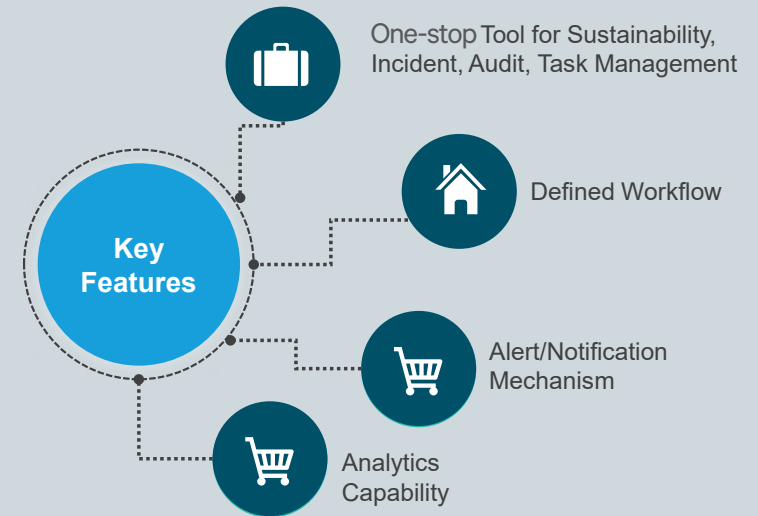 One-stop Tool for Sustainability,
Incident, Audit, Task Management
Defined Workflow
Key
Features
Alert/Notification
Mechanism
Analytics
Capability